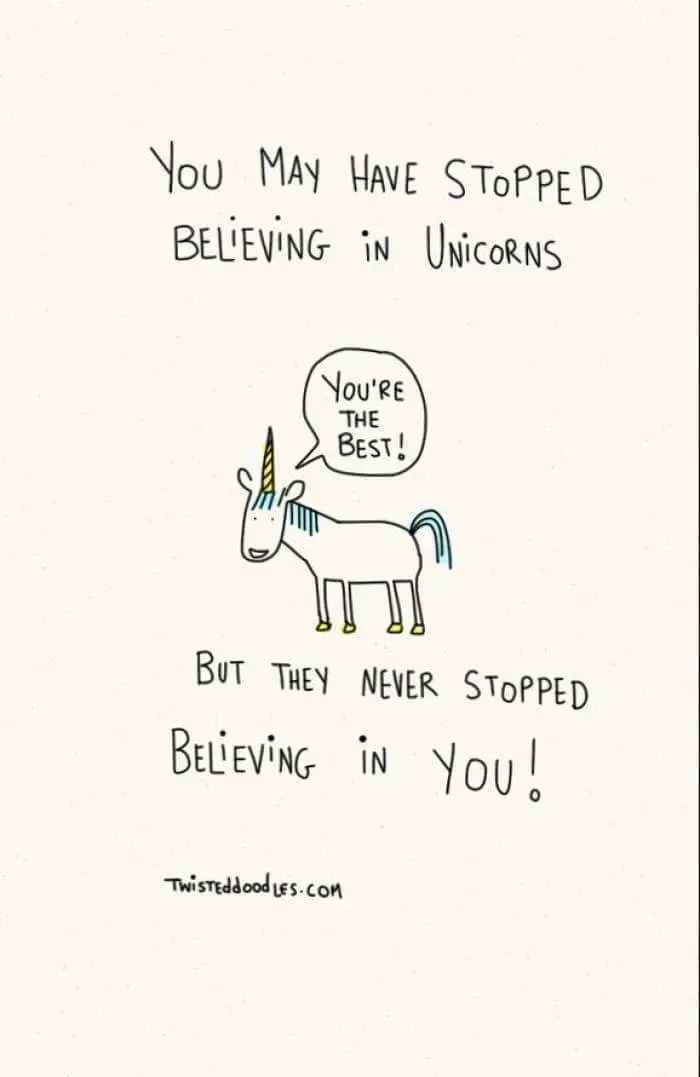 You May Have Stopped
Believing in Unicorns
You're
the
Best!
But they never stopped
Believing in you!
Twisteddoodles.com